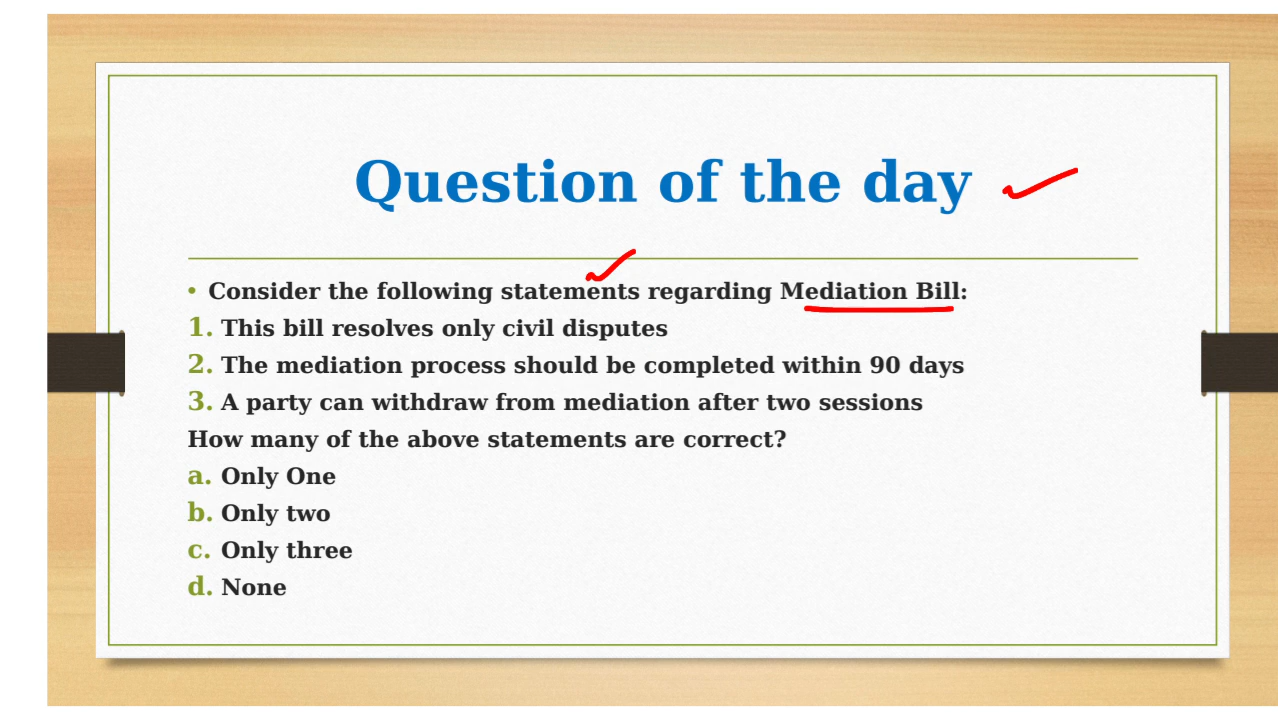 Question of the day
• Consider the following statements regarding Mediation Bill:
1. This bill resolves only civil disputes
2. The mediation process should be completed within 90 days
3. A party can withdraw from mediation after two sessions
How many of the above statements are correct?
a. Only One
b. Only two
c. Only three
d. None